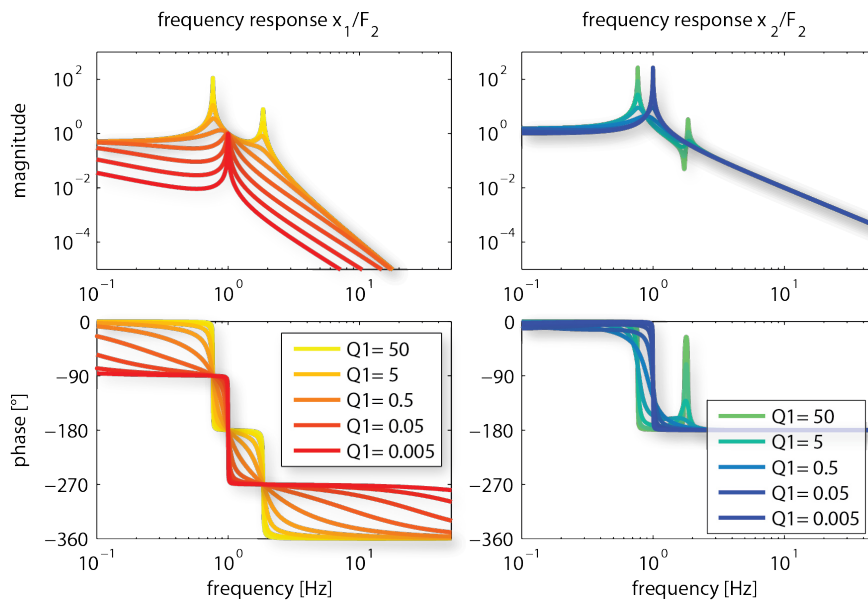 frequency response x1/F2
frequency response x2/F2
magnitude
10^2
10^0
10^-2
10^-4
10^-1
10^0
10^1
10^2
10^0
10^-2
10^-4
10^-1
10^0
10^1
phase [°]
0
−90
−180
−270
−360
Q1= 50
Q1= 5
Q1= 0.5
Q1= 0.05
Q1= 0.005
10^-1
10^0
10^1
frequency [Hz]
0
−90
−180
−270
−360
Q1= 50
Q1= 5
Q1= 0.5
Q1= 0.05
Q1= 0.005
10^-1
10^0
10^1
frequency [Hz]